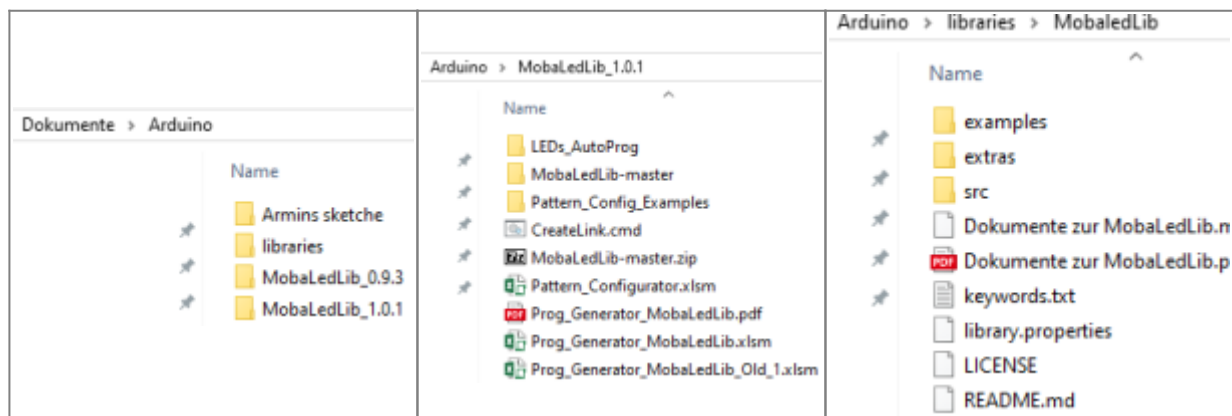 Dokumente > Arduino
Name
Armins sketche
libraries
MobaLedLib_0.9.3
MobaLedLib_1.0.1
Arduino > MobaLedLib_1.0.1
Name
LEDs_AutoProg
MobaLedLib-master
Pattern_Config_Examples
CreateLink.cmd
MobaLedLib-master.zip
Pattern_Configurator.xlsm
Prog_Generator_MobaLedLib.pdf
Prog_Generator_MobaLedLib.xlsm
Prog_Generator_MobaLedLib_Old_1.xlsm
Arduino > libraries > MobaledLib
Name
examples
extras
src
Dokumente zur MobaLedLib.m
PDF Dokumente zur MobaLedLib.p
keywords.txt
library.properties
LICENSE
README.md